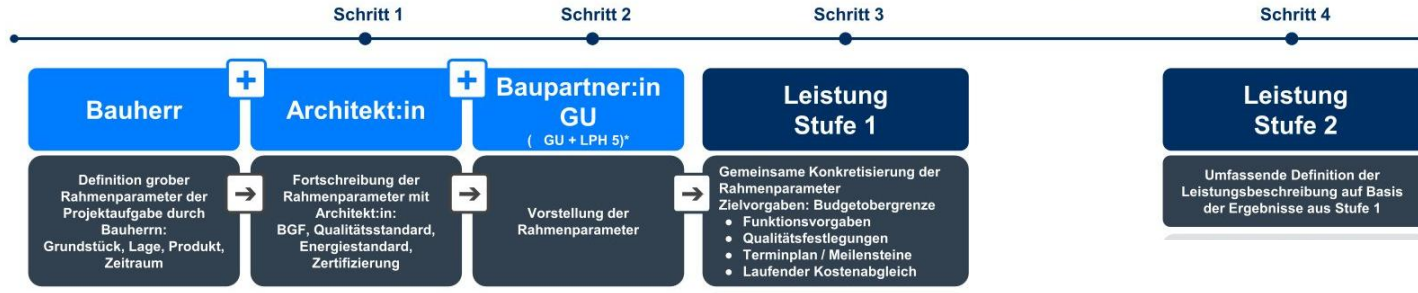 Schritt 1
Schritt 2
Schritt 3
Schritt 4
Bauherr
Definition grober
Rahmenparameter der
Projektaufgabe durch
Bauherrn:
Grundstück, Lage, Produkt,
Zeitraum
Architekt:in
Fortschreibung der
Rahmenparameter mit
Architekt:in:
BGF, Qualitätsstandard,
Energiestandard,
Zertifizierung
Baupartner:in
GU
( GU + LPH 5)*
Vorstellung der
Rahmenparameter
Leistung
Stufe 1
Gemeinsame Konkretisierung der
Rahmenparameter
Zielvorgaben: Budgetobergrenze
● Funktionsvorgaben
● Qualitätsfestlegungen
● Terminplan / Meilensteine
● Laufender Kostenabgleich
Leistung
Stufe 2
Umfassende Definition der
Leistungsbeschreibung auf Basis
der Ergebnisse aus Stufe 1